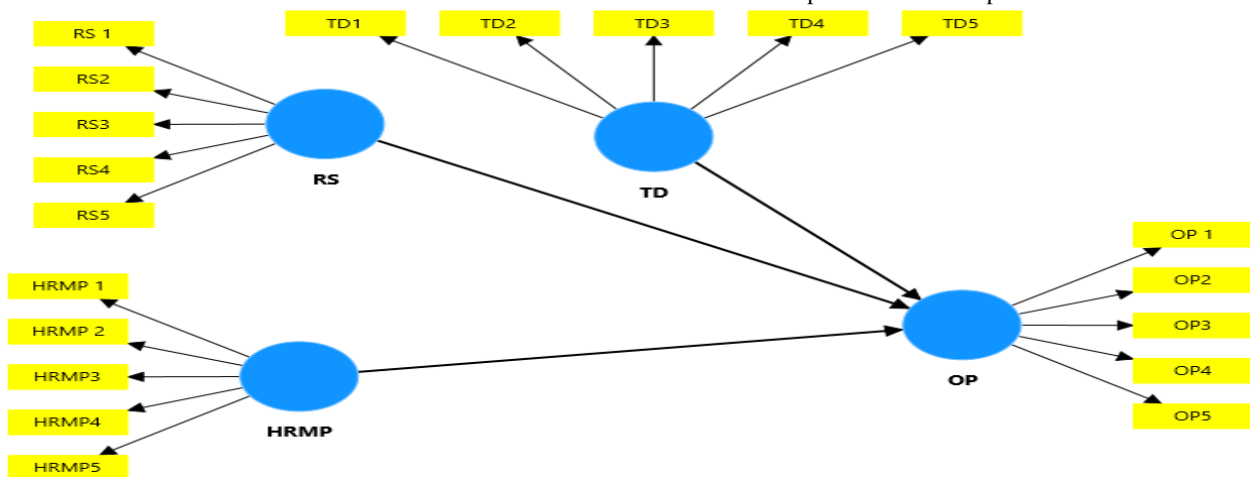 RS 1
RS2
RS3
RS4
RS5
RS
TD1
TD2
TD3
TD4
TD5
TD
HRMP 1
HRMP 2
HRMP3
HRMP4
HRMP5
HRMP
OP 1
OP2
OP3
OP4
OP5
OP